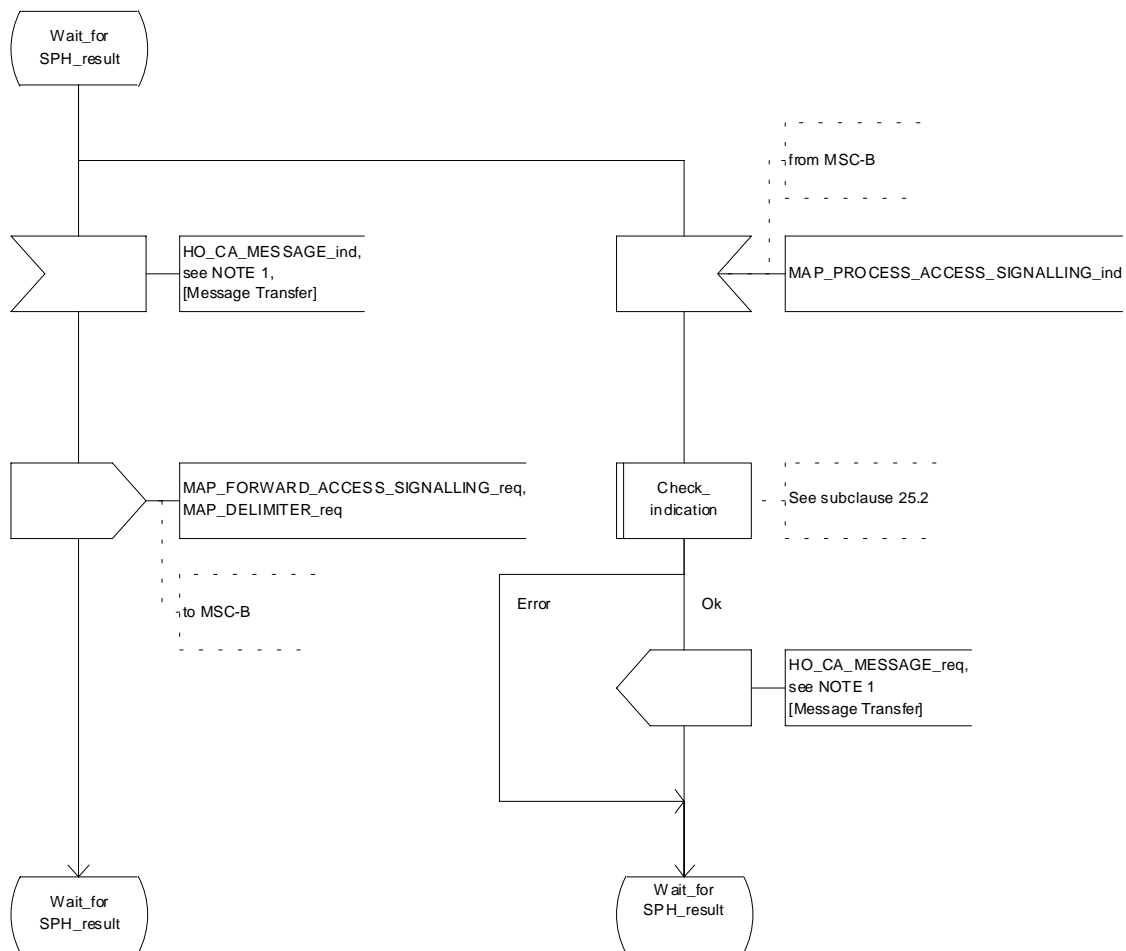 Wait_for
SPH_result
from MSC-B
HO_CA_MESSAGE_ind,
see NOTE 1,
[Message Transfer]
MAP_PROCESS_ACCESS_SIGNALLING_ind
MAP_FORWARD_ACCESS_SIGNALLING_req,
MAP_DELIMITER_req
Check_
indication
See subclause 25.2
to MSC-B
Error
Ok
HO_CA_MESSAGE_req,
see NOTE 1
[Message Transfer]
Wait_for
SPH_result
Wait_for
SPH_result